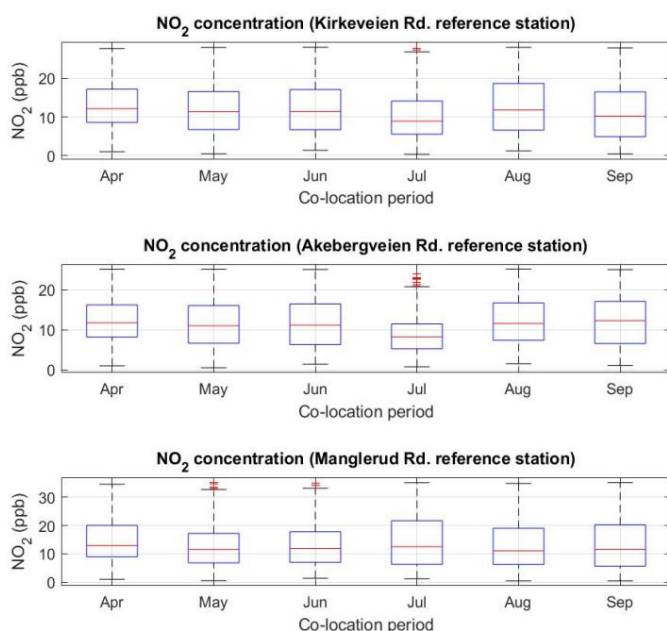 NO2 concentration (Kirkeveien Rd. reference station)
NO2 (ppb)
20
10
0
Apr May Jun Jul Aug Sep
Co-location period
NO2 concentration (Akebergveien Rd. reference station)
NO2 (ppb)
20
10
0
Apr May Jun Jul Aug Sep
Co-location period
NO2 concentration (Manglerud Rd. reference station)
NO2 (ppb)
30
20
10
0
Apr May Jun Jul Aug Sep
Co-location period